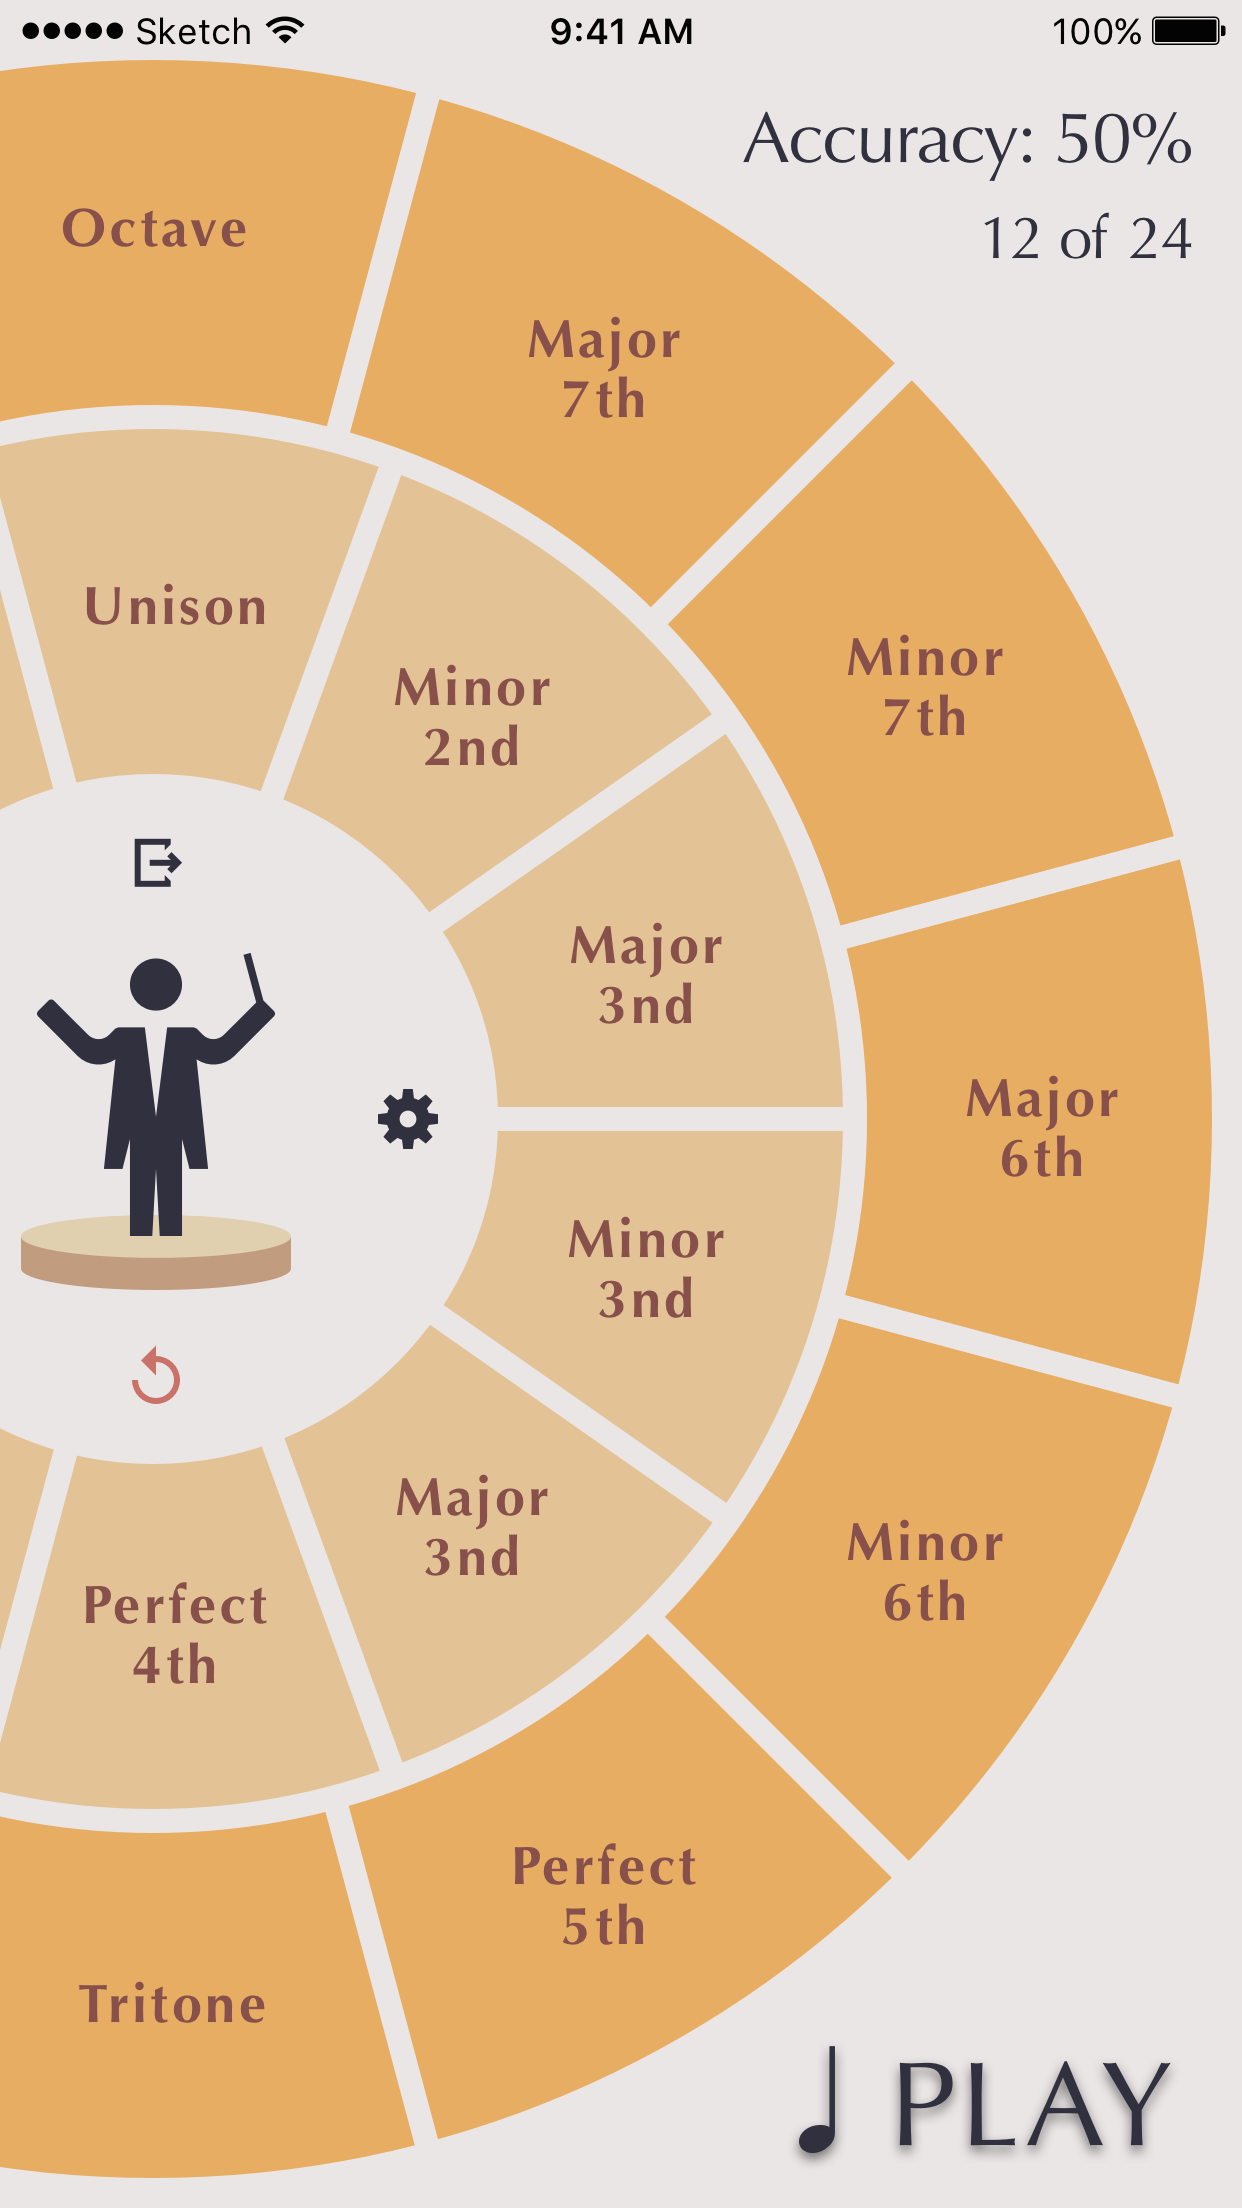 Sketch 9:41 AM 100%
Accuracy: 50%
12 of 24
Octave
Major
7th
Minor
7th
Major
6th
Minor
6th
Perfect
5th
Tritone
Unison
Minor
2nd
Major
3nd
Minor
3nd
Major
3nd
Perfect
4th
PLAY